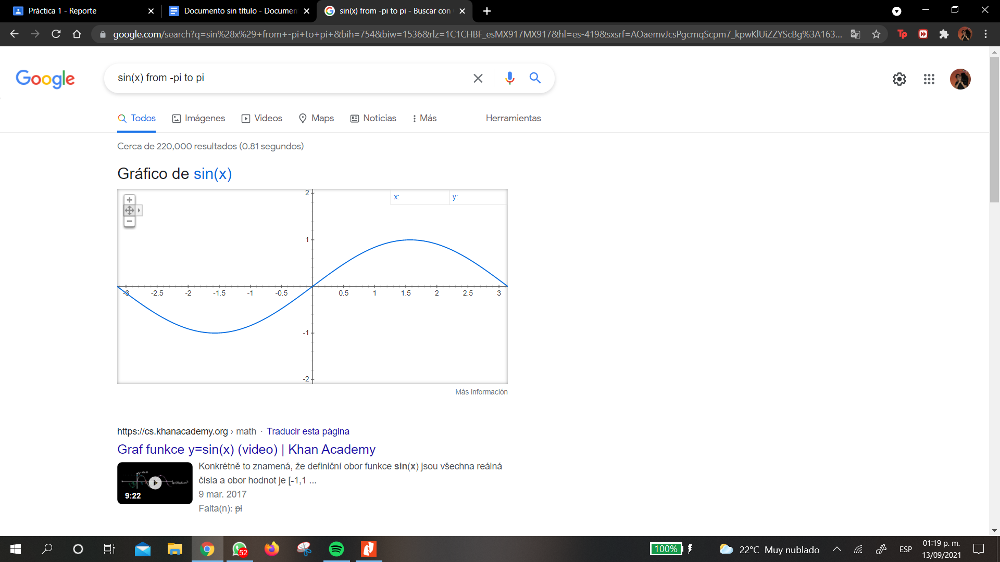 Práctica 1 - Reporte
Documento sin título - Documen
sin(x) from -pi to pi - Buscar con
google.com/search?q=sin%28x%29+from+-pi+to+pi+&bih=754&biw=1536&rlz=1C1CHBF_esMX917MX917&hl=es-419&sxsrf=AOaemvJcsPgcmqScpm7_kpwKlUiZZYScBg%3A163...
Tp
Google
sin(x) from -pi to pi
Todos Imágenes Videos Maps Noticias Más Herramientas
Cerca de 220,000 resultados (0.81 segundos)
Gráfico de sin(x)
x: y:
2
1
-3 -2.5 -2 -1.5 -1 -0.5 0.5 1 1.5 2 2.5 3
-1
-2
Más información
https://cs.khanacademy.org › math · Traducir esta página
Graf funkce y=sin(x) (video) | Khan Academy
9:22
Konkrétně to znamená, že definiční obor funkce sin(x) jsou všechna reálná
čísla a obor hodnot je [-1,1 ...
9 mar. 2017
Falta(n): pi
52
100%
22°C Muy nublado
ESP
01:19 p. m.
13/09/2021